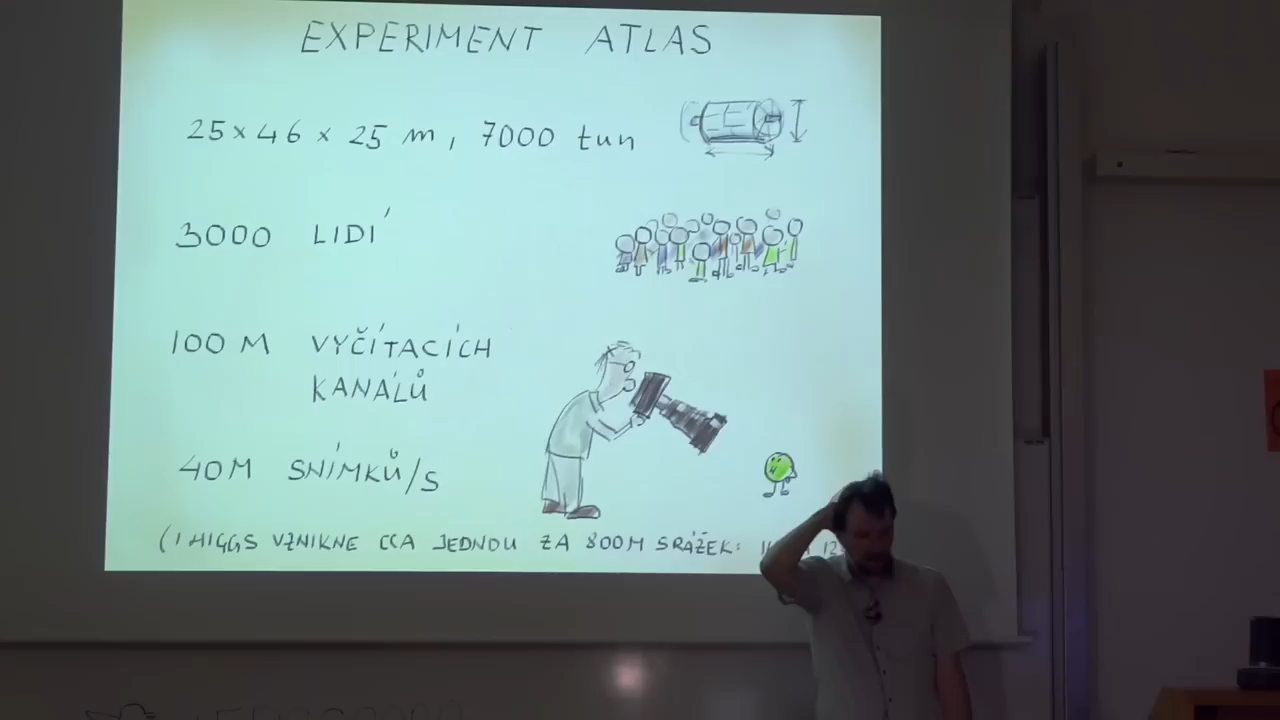 EXPERIMENT ATLAS
25 × 46 × 25 m, 7000 tun
3000 LIDÍ
100 M VYČÍTACÍCH
KANÁLŮ
40M SNÍMKŮ/S
(1 HIGGS VZNIKNE CCA JEDNOU ZA 800M SRÁŽEK: